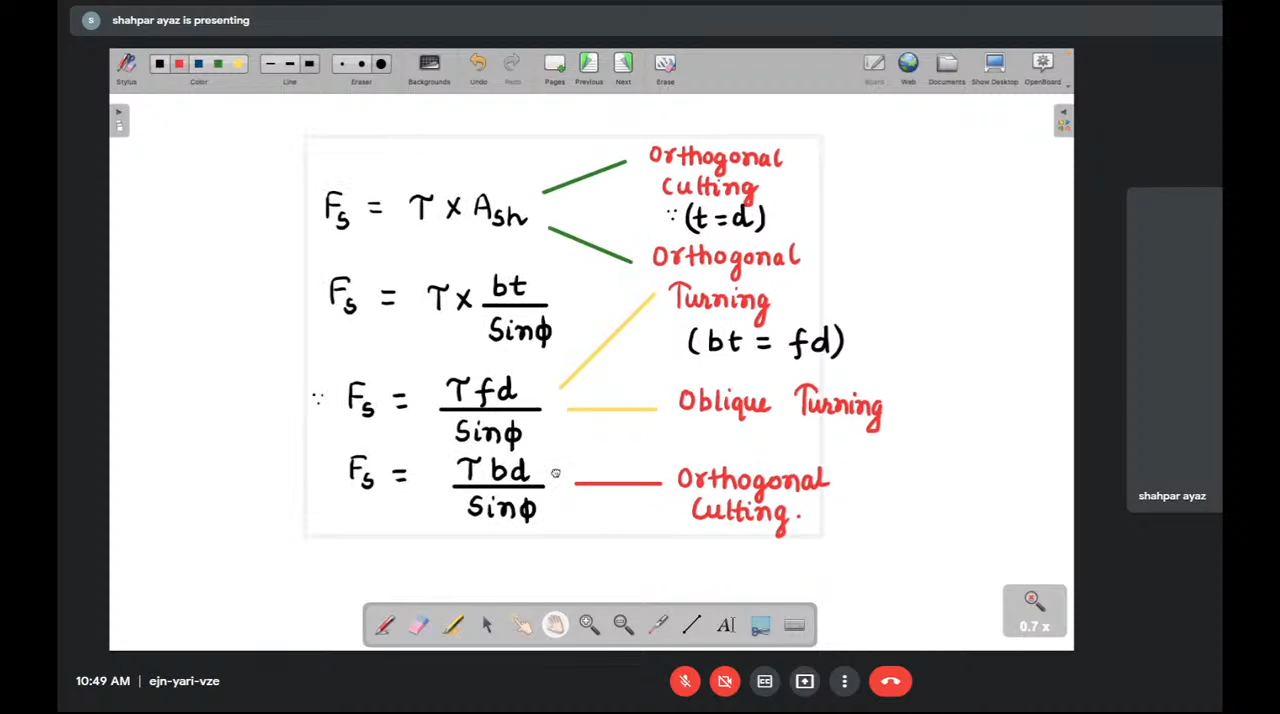 S shahpar ayaz is presenting
Stylus Color Line Eraser Backgrounds Undo Redo Pages Previous Next Erase Board Web Documents Show Desktop OpenBoard
Orthogonal
Cutting
Fs = τ × Ash
∵ (t = d)
Orthogonal
Turning
Fs = τ × bt / Sinφ
(bt = fd)
∵ Fs = τfd / Sinφ
Oblique Turning
Fs = τbd / Sinφ
Orthogonal
Cutting.
shahpar ayaz
0.7 x
10:49 AM | ejn-yari-vze